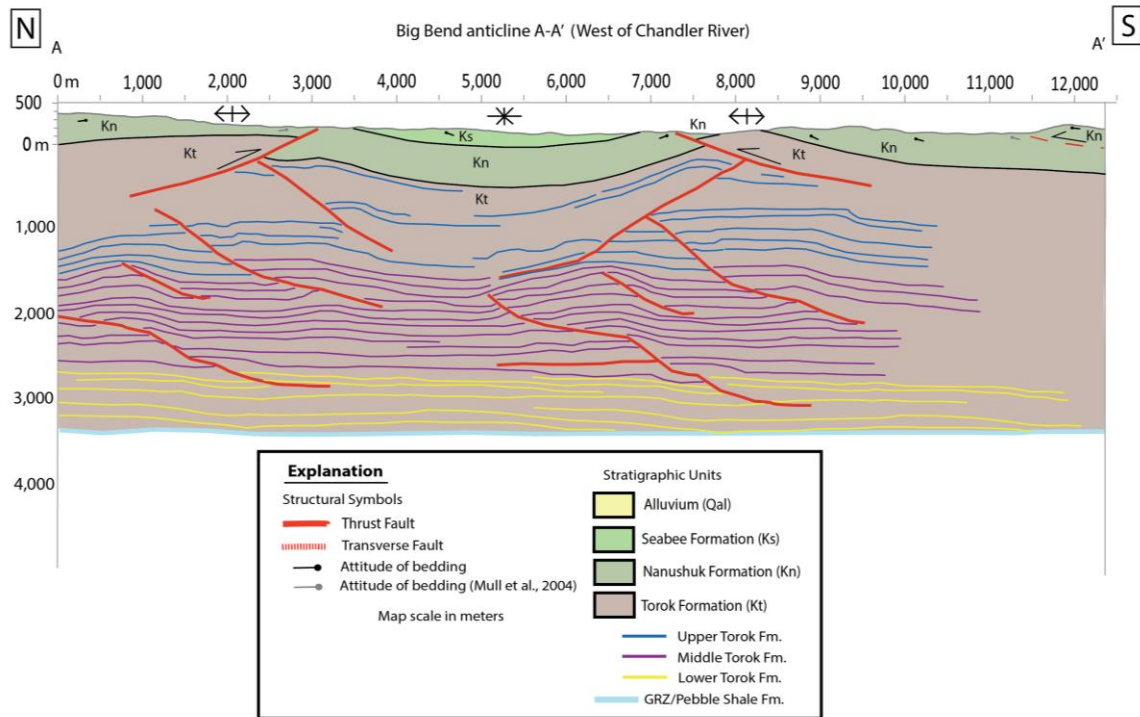 N
S
Big Bend anticline A-A' (West of Chandler River)
A
A'
0 m 1,000 2,000 3,000 4,000 5,000 6,000 7,000 8,000 9,000 10,000 11,000 12,000
500
0 m
1,000
2,000
3,000
4,000
Kn
Ks
Kn
Kn
Kn
Kn
Kt
Kn
Kt
Kt
Explanation
Structural Symbols
Thrust Fault
Transverse Fault
Attitude of bedding
Attitude of bedding (Mull et al., 2004)
Map scale in meters
Stratigraphic Units
Alluvium (Qal)
Seabee Formation (Ks)
Nanushuk Formation (Kn)
Torok Formation (Kt)
Upper Torok Fm.
Middle Torok Fm.
Lower Torok Fm.
GRZ/Pebble Shale Fm.